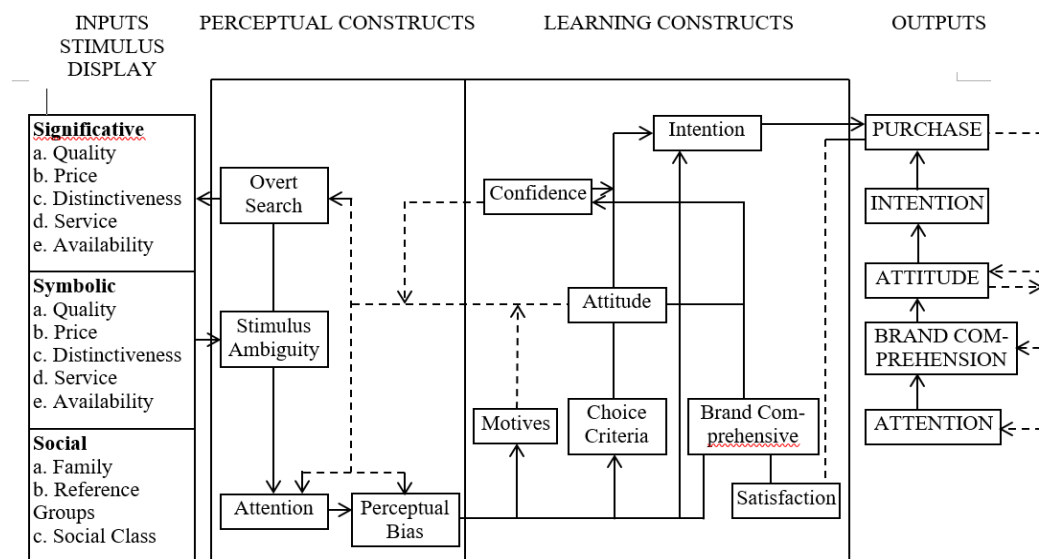 INPUTS
STIMULUS
DISPLAY
PERCEPTUAL CONSTRUCTS
LEARNING CONSTRUCTS
OUTPUTS
Significative
a. Quality
b. Price
c. Distinctiveness
d. Service
e. Availability
Symbolic
a. Quality
b. Price
c. Distinctiveness
d. Service
e. Availability
Social
a. Family
b. Reference
Groups
c. Social Class
Overt
Search
Stimulus
Ambiguity
Attention
Perceptual
Bias
Intention
Confidence
Attitude
Motives
Choice
Criteria
Brand Com-
prehensive
Satisfaction
PURCHASE
INTENTION
ATTITUDE
BRAND COM-
PREHENSION
ATTENTION